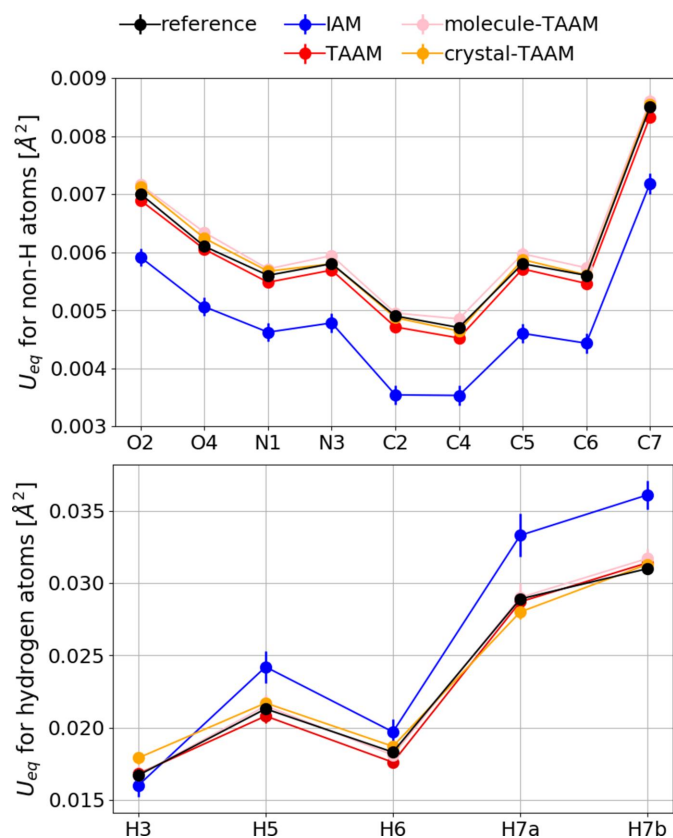 reference IAM molecule-TAAM
TAAM crystal-TAAM
U_eq for non-H atoms [Å²]
0.009
0.008
0.007
0.006
0.005
0.004
0.003
O2 O4 N1 N3 C2 C4 C5 C6 C7
U_eq for hydrogen atoms [Å²]
0.035
0.030
0.025
0.020
0.015
H3 H5 H6 H7a H7b